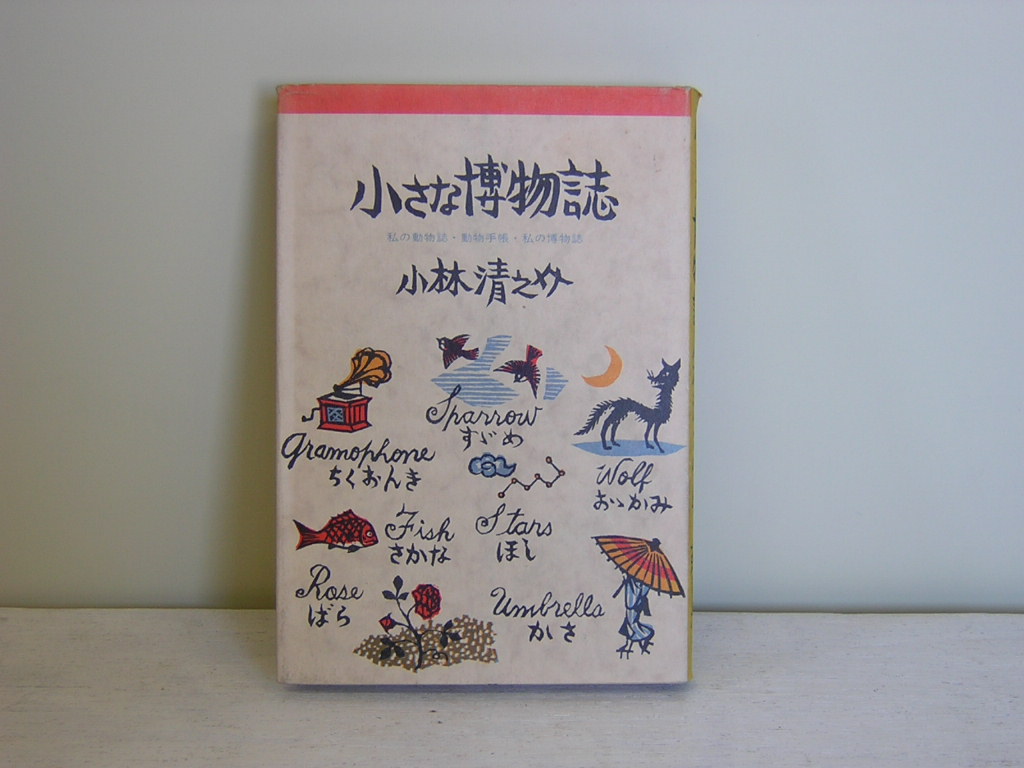 小さな博物誌
私の動物誌・動物手帳・私の博物誌
小林清之介
Sparrow
すゞめ
Gramophone
ちくおんき
Wolf
おゝかみ
Fish
さかな
Stars
ほし
Rose
ばら
Umbrella
かさ